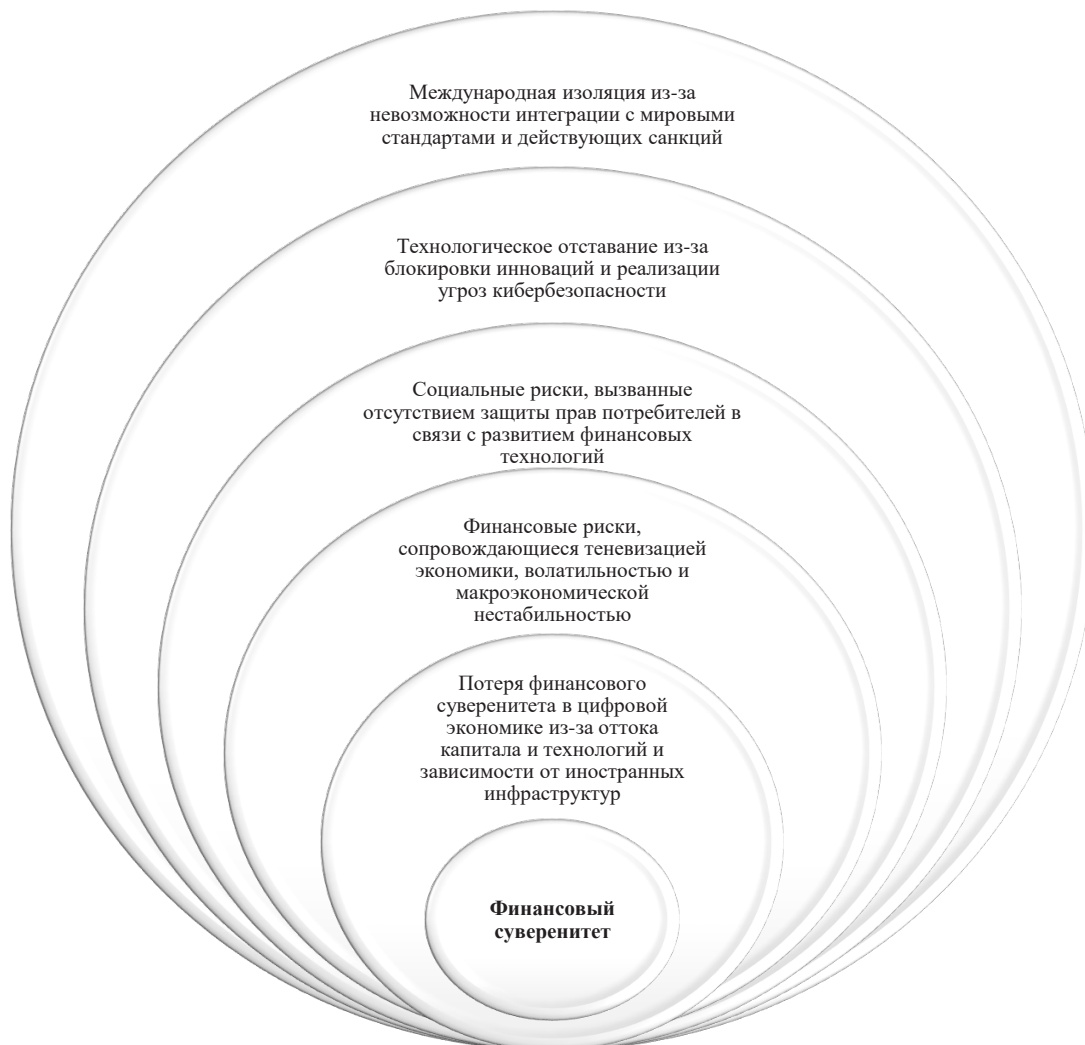 Международная изоляция из-за
невозможности интеграции с мировыми
стандартами и действующих санкций
Технологическое отставание из-за
блокировки инноваций и реализации
угроз кибербезопасности
Социальные риски, вызванные
отсутствием защиты прав потребителей в
связи с развитием финансовых
технологий
Финансовые риски,
сопровождающиеся теневизацией
экономики, волатильностью и
макроэкономической
нестабильностью
Потеря финансового
суверенитета в цифровой
экономике из-за оттока
капитала и технологий и
зависимости от иностранных
инфраструктур
Финансовый
суверенитет